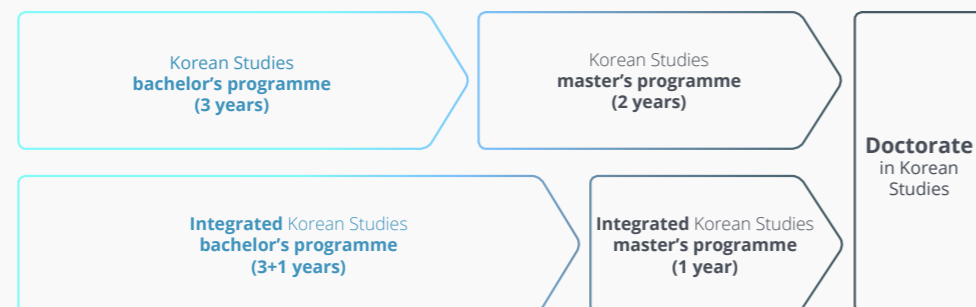 Korean Studies
bachelor’s programme
(3 years)
Korean Studies
master’s programme
(2 years)
Doctorate
in Korean
Studies
Integrated Korean Studies
bachelor’s programme
(3+1 years)
Integrated Korean Studies
master’s programme
(1 year)